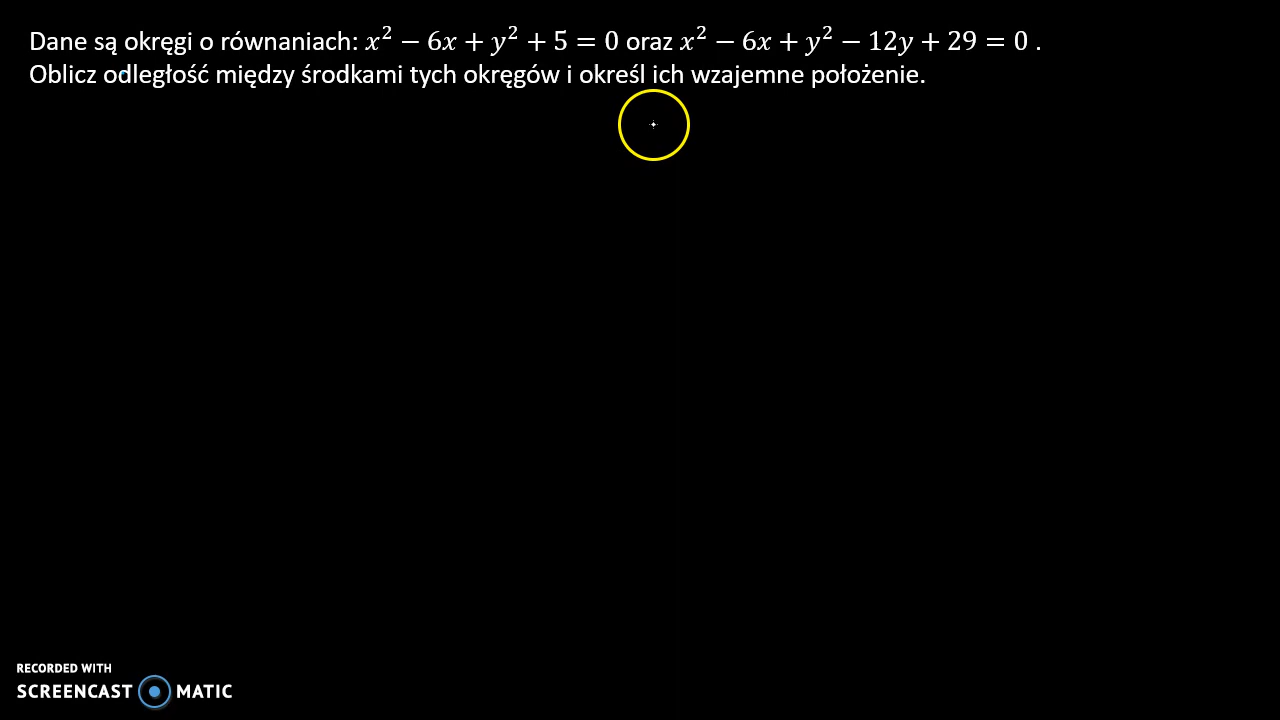 Dane są okręgi o równaniach: 𝑥² − 6𝑥 + 𝑦² + 5 = 0 oraz 𝑥² − 6𝑥 + 𝑦² − 12𝑦 + 29 = 0 .
Oblicz odległość między środkami tych okręgów i określ ich wzajemne położenie.
RECORDED WITH
SCREENCAST MATIC